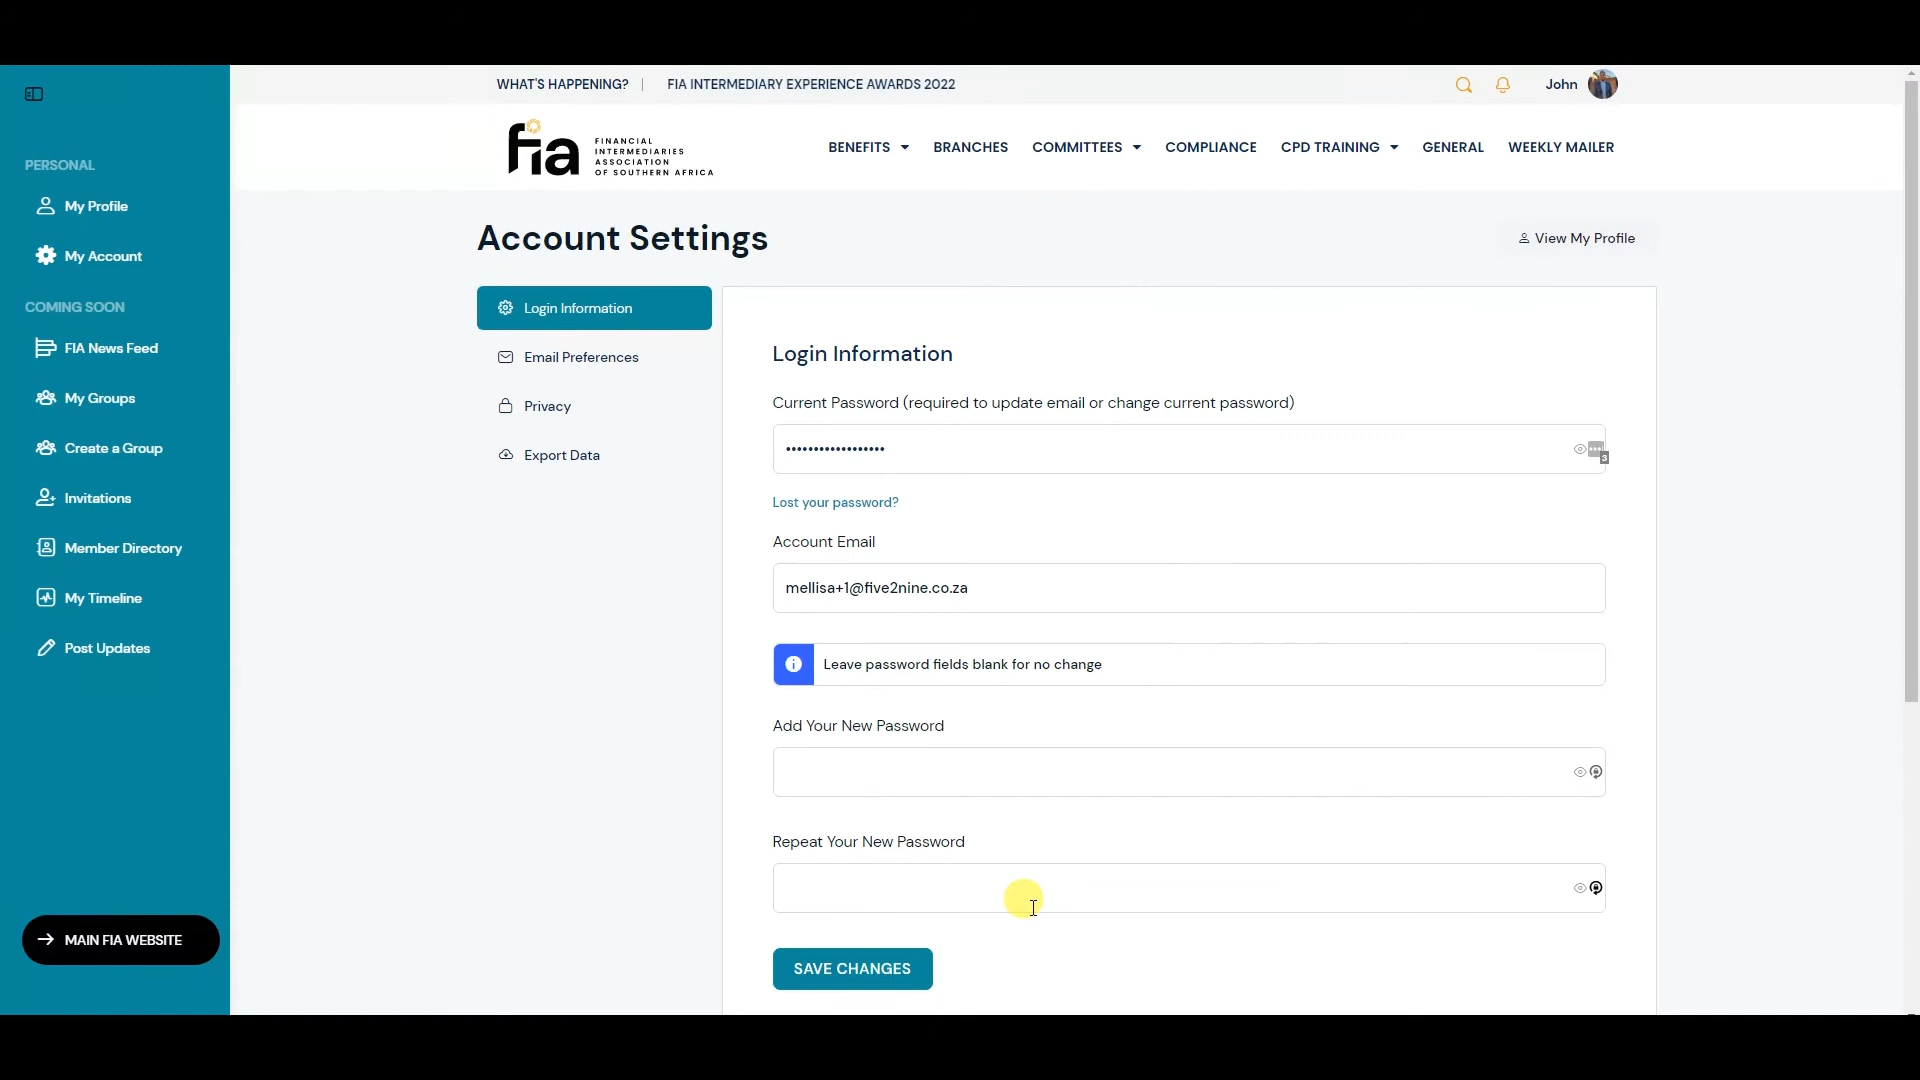 WHAT'S HAPPENING?
FIA INTERMEDIARY EXPERIENCE AWARDS 2022
John
PERSONAL
My Profile
My Account
COMING SOON
FIA News Feed
My Groups
Create a Group
Invitations
Member Directory
My Timeline
Post Updates
MAIN FIA WEBSITE
fia
FINANCIAL
INTERMEDIARIES
ASSOCIATION
OF SOUTHERN AFRICA
BENEFITS
BRANCHES
COMMITTEES
COMPLIANCE
CPD TRAINING
GENERAL
WEEKLY MAILER
Account Settings
View My Profile
Login Information
Email Preferences
Privacy
Export Data
Login Information
Current Password (required to update email or change current password)
••••••••••••••••••
3
Lost your password?
Account Email
mellisa+1@five2nine.co.za
Leave password fields blank for no change
Add Your New Password
Repeat Your New Password
SAVE CHANGES